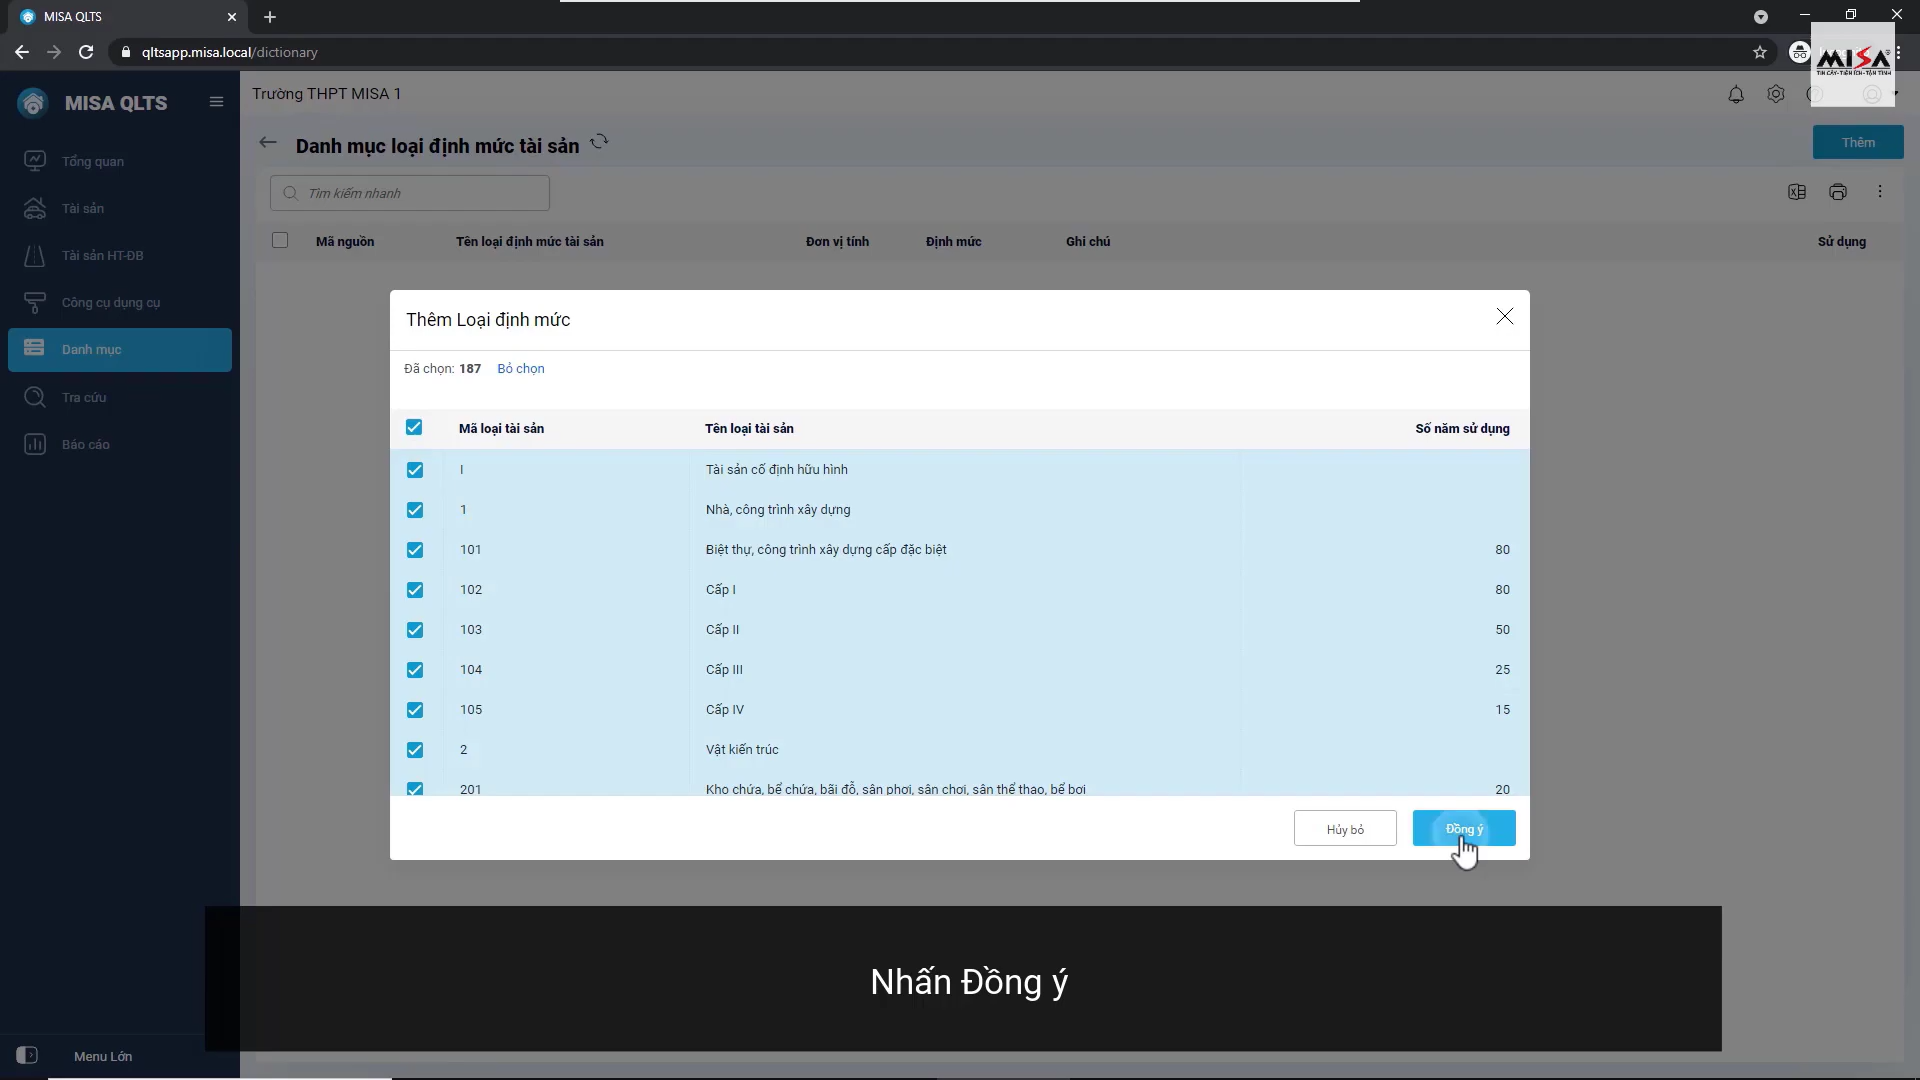 MISA QLTS
qltsapp.misa.local/dictionary
MISA
TIN CẬY-TIỆN ÍCH-TẬN TÌNH
MISA QLTS
Trường THPT MISA 1
Tổng quan
Tài sản
Tài sản HT-ĐB
Công cụ dụng cụ
Danh mục
Tra cứu
Báo cáo
Menu Lớn
Danh mục loại định mức tài sản
Thêm
Tìm kiếm nhanh
Mã nguồn Tên loại định mức tài sản Đơn vị tính Định mức Ghi chú Sử dụng
Thêm Loại định mức
Đã chọn: 187 Bỏ chọn
Mã loại tài sản Tên loại tài sản Số năm sử dụng
I Tài sản cố định hữu hình
1 Nhà, công trình xây dựng
101 Biệt thự, công trình xây dựng cấp đặc biệt 80
102 Cấp I 80
103 Cấp II 50
104 Cấp III 25
105 Cấp IV 15
2 Vật kiến trúc
201 Kho chứa, bể chứa, bãi đỗ, sân phơi, sân chơi, sân thể thao, bể bơi 20
Hủy bỏ Đồng ý
Nhấn Đồng ý